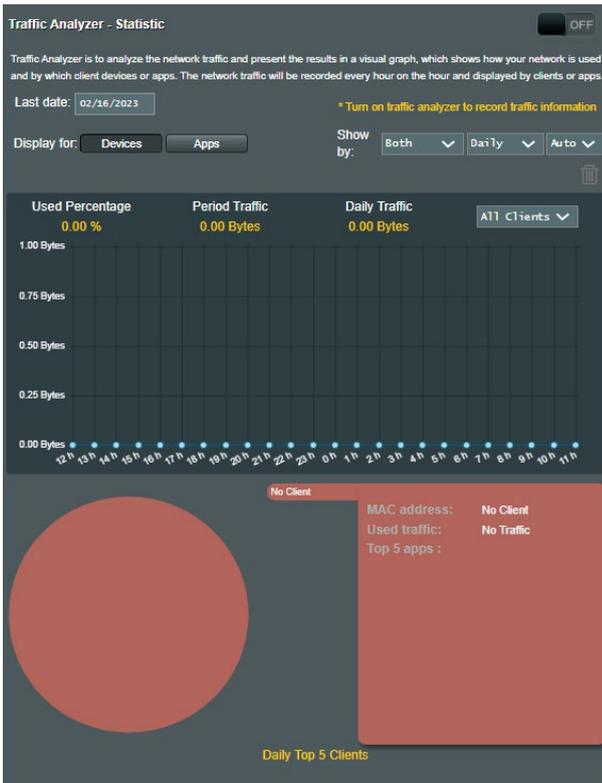 Traffic Analyzer - Statistic
OFF
Traffic Analyzer is to analyze the network traffic and present the results in a visual graph, which shows how your network is used
and by which client devices or apps. The network traffic will be recorded every hour on the hour and displayed by clients or apps.
Last date: 02/16/2023
* Turn on traffic analyzer to record traffic information
Display for: Devices Apps
Show by: Both Daily Auto
Used Percentage Period Traffic Daily Traffic
All Clients
0.00 % 0.00 Bytes 0.00 Bytes
1.00 Bytes
0.75 Bytes
0.50 Bytes
0.25 Bytes
0.00 Bytes
12 h 13 h 14 h 15 h 16 h 17 h 18 h 19 h 20 h 21 h 22 h 23 h 0 h 1 h 2 h 3 h 4 h 5 h 6 h 7 h 8 h 9 h 10 h 11 h
No Client
MAC address: No Client
Used traffic: No Traffic
Top 5 apps :
Daily Top 5 Clients